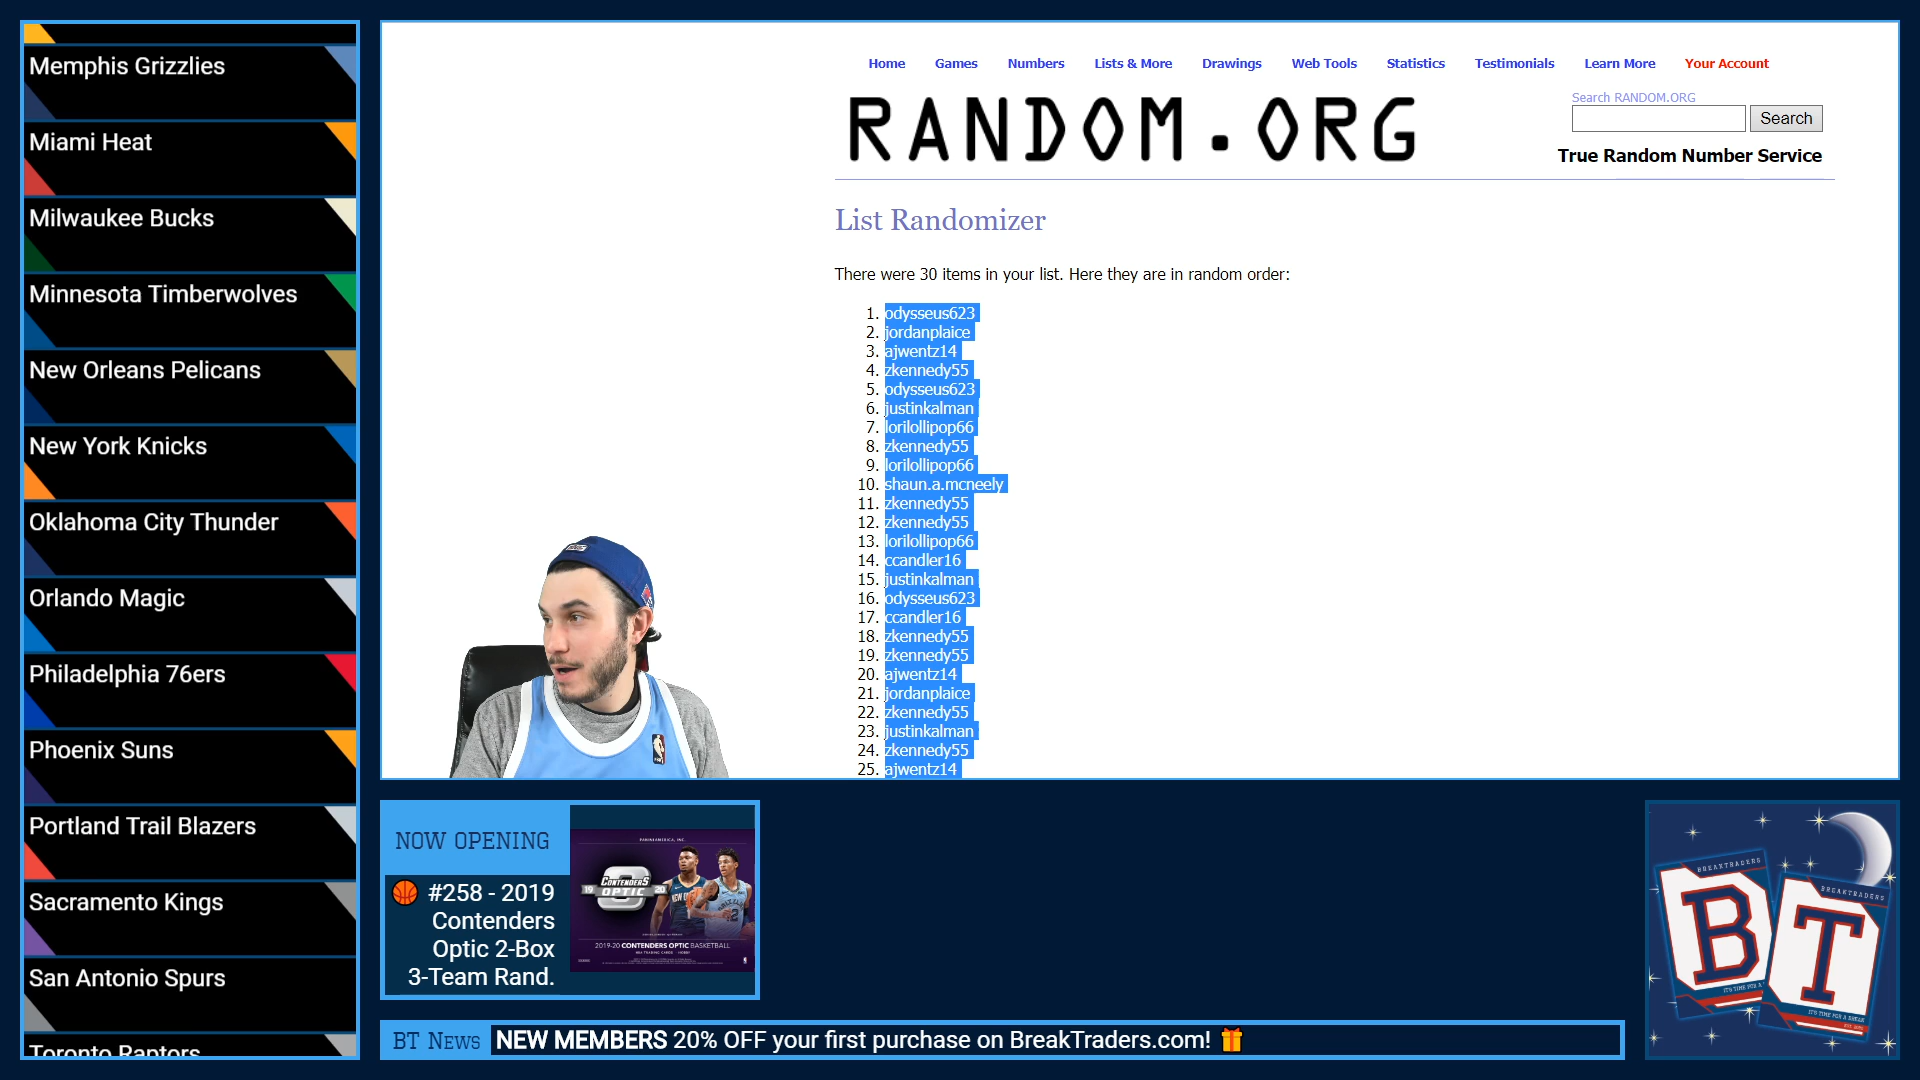 Memphis Grizzlies
Miami Heat
Milwaukee Bucks
Minnesota Timberwolves
New Orleans Pelicans
New York Knicks
Oklahoma City Thunder
Orlando Magic
Philadelphia 76ers
Phoenix Suns
Portland Trail Blazers
Sacramento Kings
San Antonio Spurs
Toronto Raptors
Home Games Numbers Lists & More Drawings Web Tools Statistics Testimonials Learn More Your Account
RANDOM.ORG
Search RANDOM.ORG
Search
True Random Number Service
List Randomizer
There were 30 items in your list. Here they are in random order:
1. odysseus623
2. jordanplaice
3. ajwentz14
4. zkennedy55
5. odysseus623
6. justinkalman
7. lorilollipop66
8. zkennedy55
9. lorilollipop66
10. shaun.a.mcneely
11. zkennedy55
12. zkennedy55
13. lorilollipop66
14. ccandler16
15. justinkalman
16. odysseus623
17. ccandler16
18. zkennedy55
19. zkennedy55
20. ajwentz14
21. jordanplaice
22. zkennedy55
23. justinkalman
24. zkennedy55
25. ajwentz14
NOW OPENING
#258 - 2019
Contenders
Optic 2-Box
3-Team Rand.
CONTENDERS
19 OPTIC 20
2019-20 CONTENDERS OPTIC BASKETBALL
BREAKTRADERS
B
BREAKTRADERS
T
IT'S TIME FOR A BREAK
BT News NEW MEMBERS 20% OFF your first purchase on BreakTraders.com!